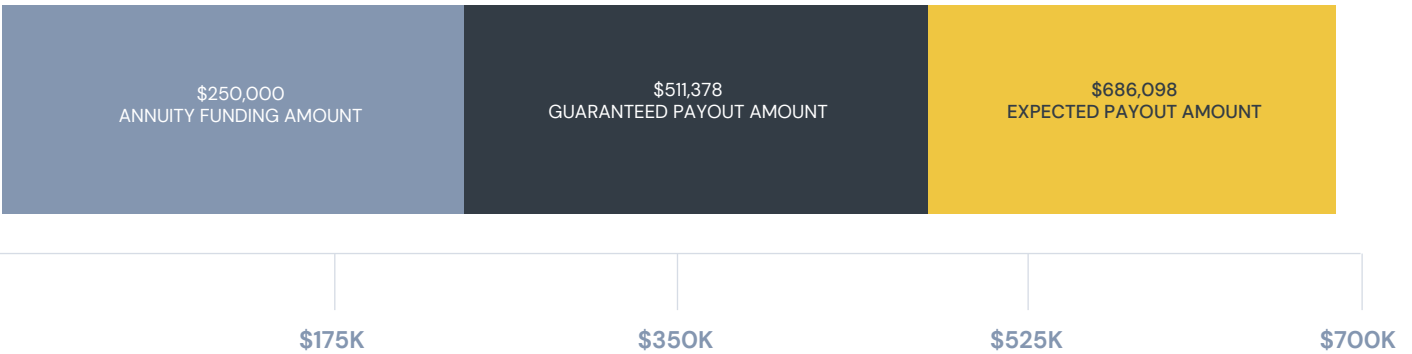 $250,000
ANNUITY FUNDING AMOUNT
$511,378
GUARANTEED PAYOUT AMOUNT
$686,098
EXPECTED PAYOUT AMOUNT
$175K
$350K
$525K
$700K